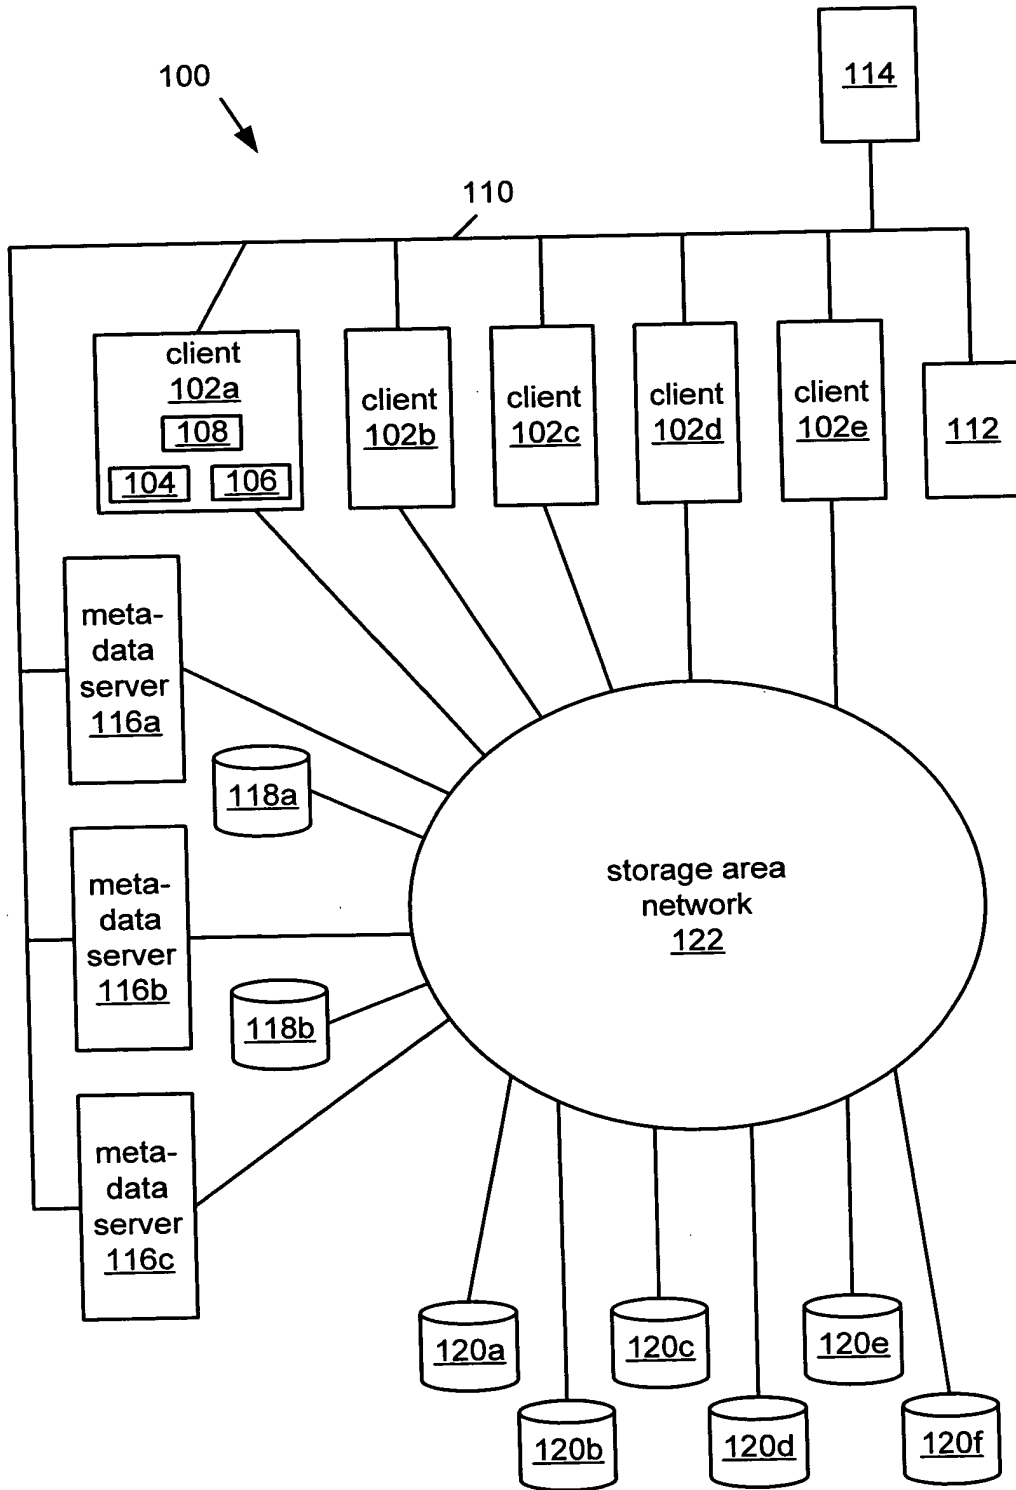 114
100
110
client
102a
108
104
106
client
102b
client
102c
client
102d
client
102e
112
meta-
data
server
116a
118a
storage area
network
122
meta-
data
server
116b
118b
meta-
data
server
116c
120a
120c
120e
120b
120d
120f